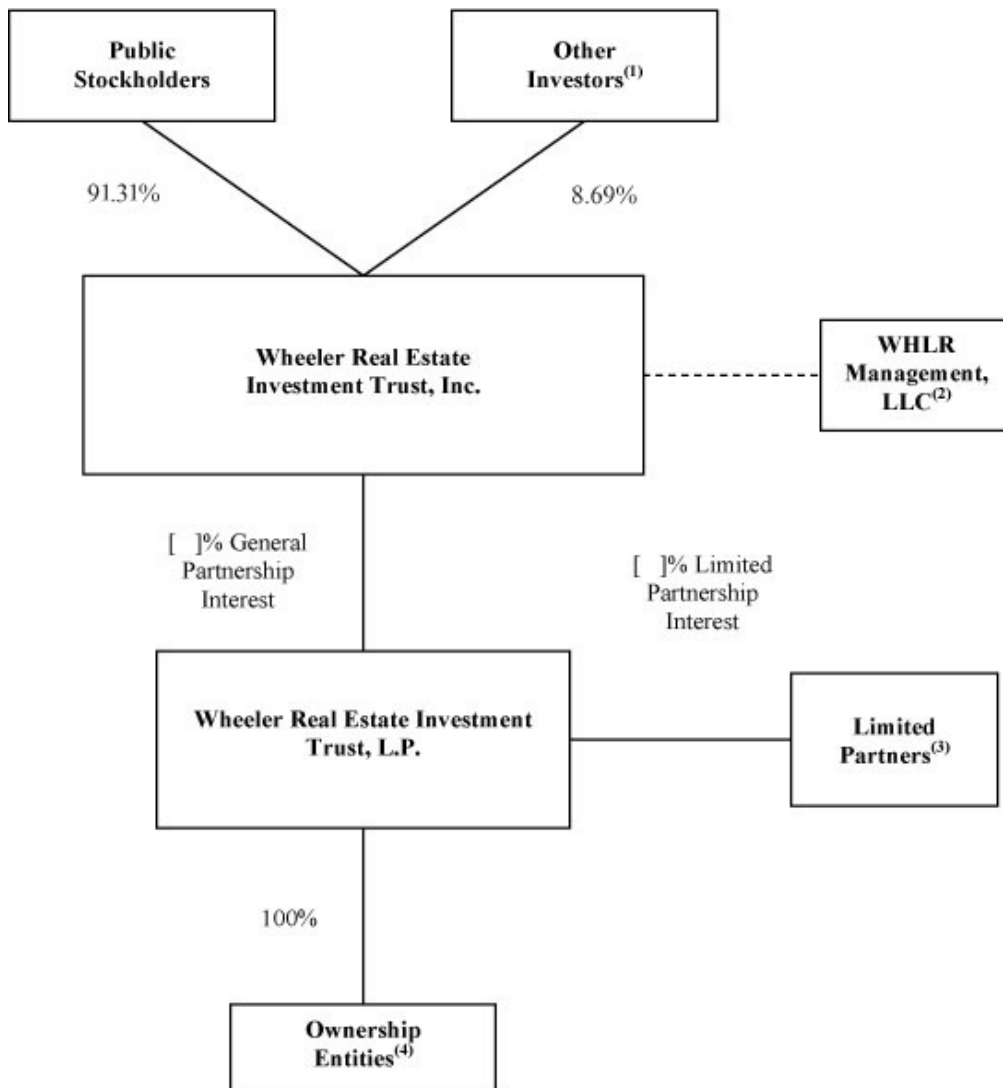 Public
Stockholders
Other
Investors(1)
91.31%
8.69%
Wheeler Real Estate
Investment Trust, Inc.
WHLR
Management,
LLC(2)
[ ]% General
Partnership
Interest
[ ]% Limited
Partnership
Interest
Wheeler Real Estate Investment
Trust, L.P.
Limited
Partners(3)
100%
Ownership
Entities(4)